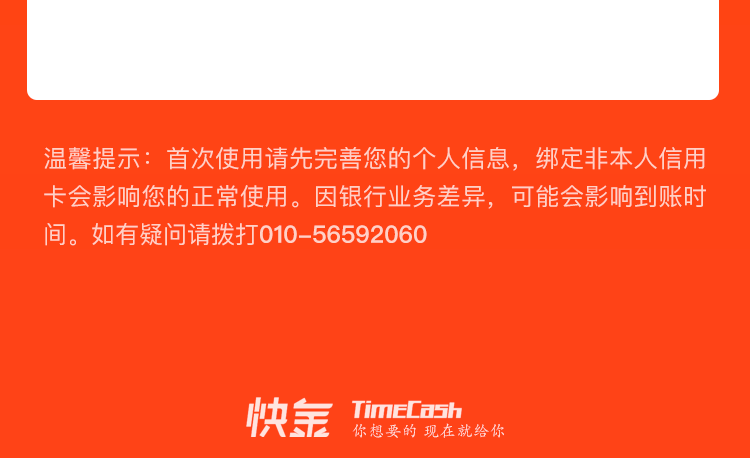 温馨提示：首次使用请先完善您的个人信息，绑定非本人信用
卡会影响您的正常使用。因银行业务差异，可能会影响到账时
间。如有疑问请拨打010-56592060
快金 TimeCash
你想要的 现在就给你